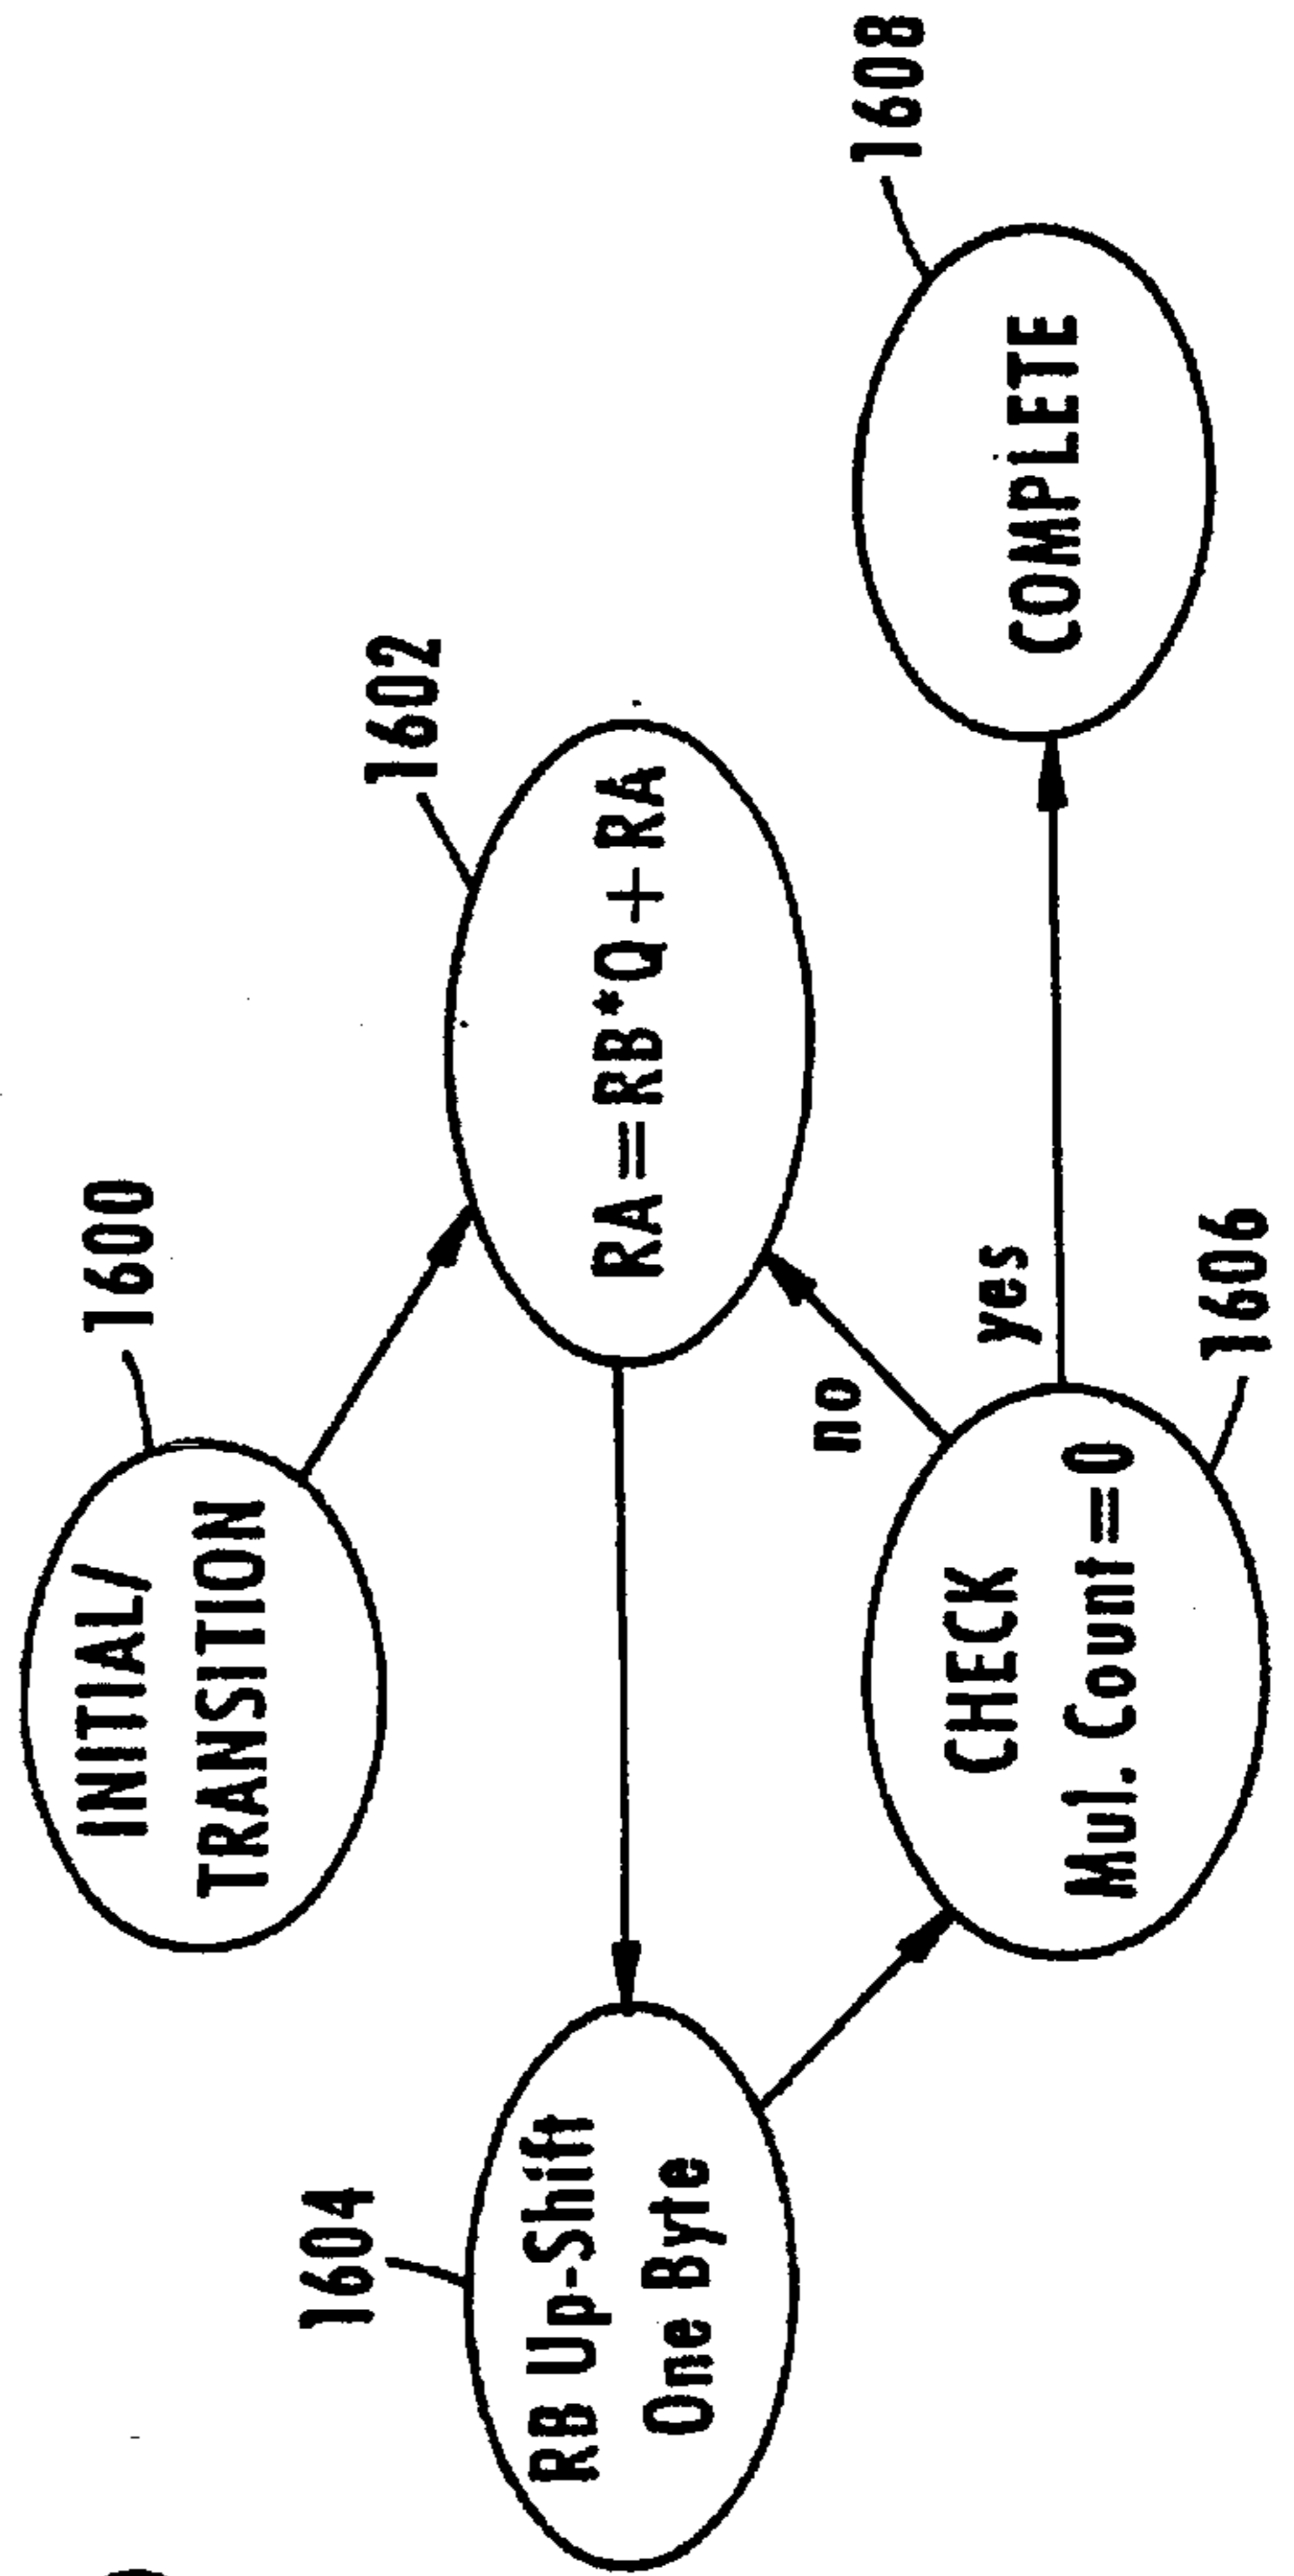 1600
INITIAL/
TRANSITION
1602
RA=RB*Q+RA
1604
RB Up-Shift
One Byte
no
yes
CHECK
Mul. Count=0
1606
COMPLETE
1608